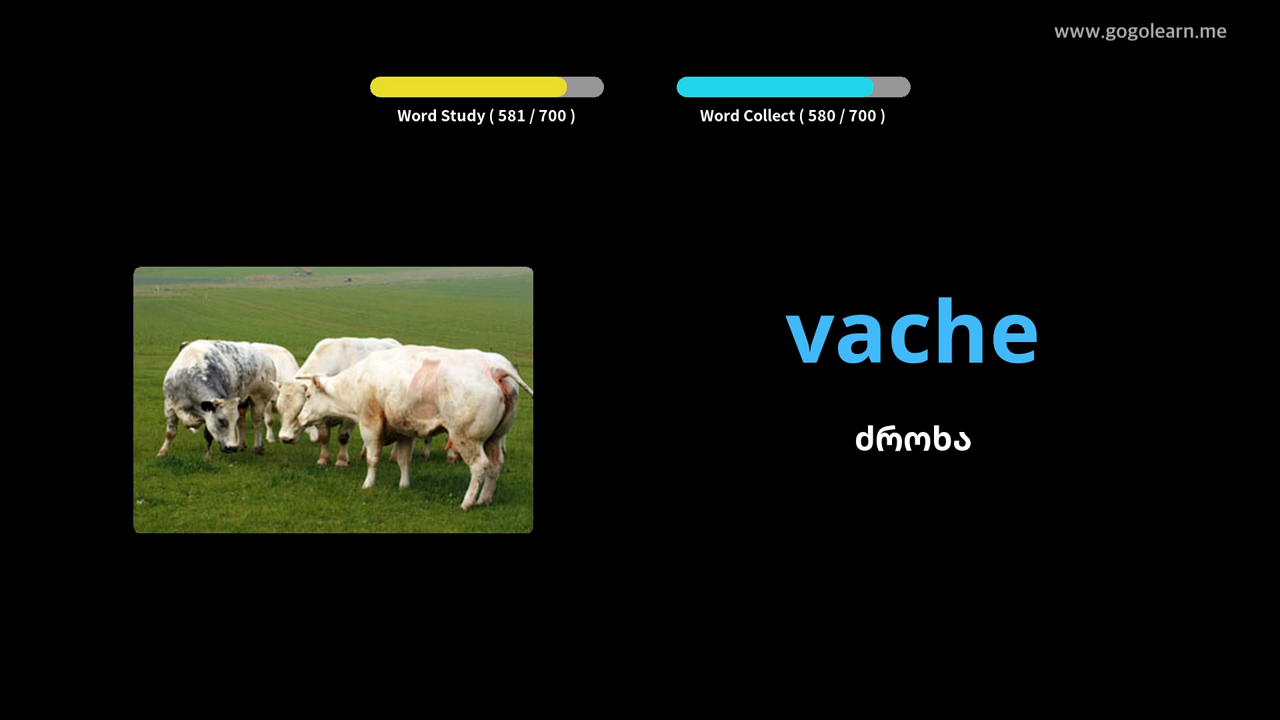 www.gogolearn.me
Word Study ( 581 / 700 )
Word Collect ( 580 / 700 )
vache
ძროხა